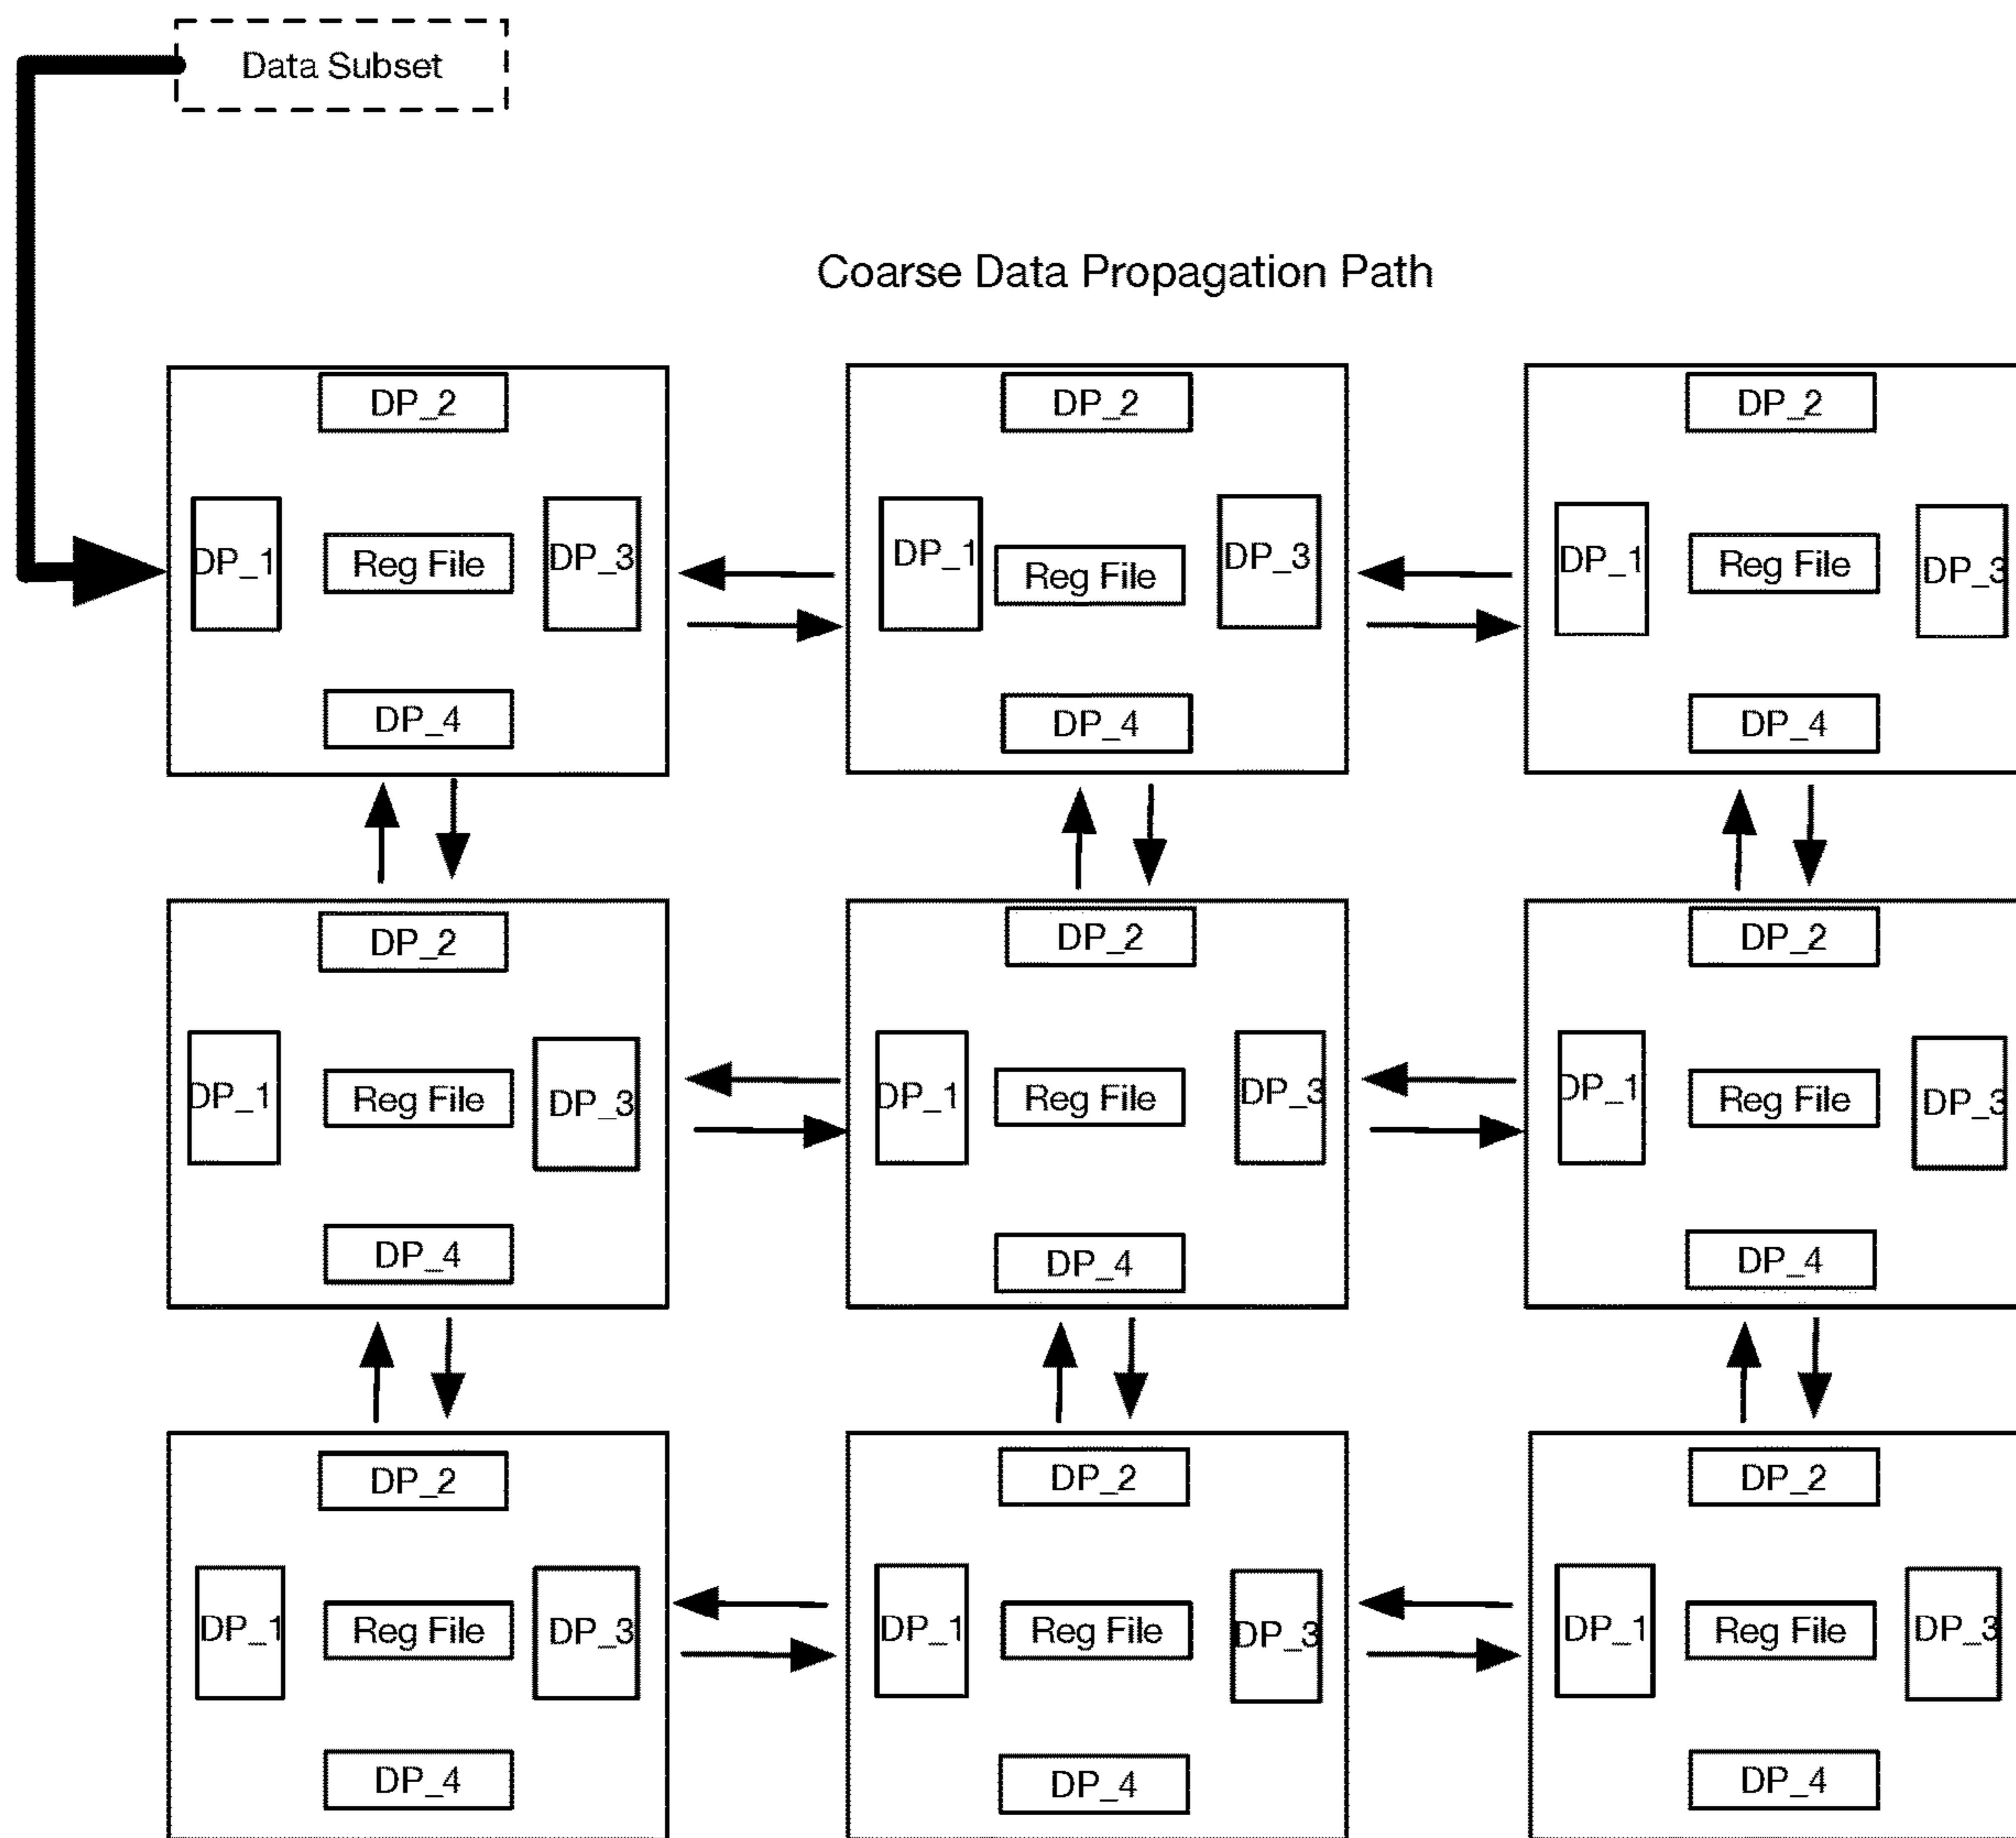 Data Subset
Coarse Data Propagation Path
DP_2
DP_2
DP_2
DP_1
Reg File
DP_3
DP_1
Reg File
DP_3
DP_1
Reg File
DP_3
DP_4
DP_4
DP_4
DP_2
DP_2
DP_2
DP_1
Reg File
DP_3
DP_1
Reg File
DP_3
DP_1
Reg File
DP_3
DP_4
DP_4
DP_4
DP_2
DP_2
DP_2
DP_1
Reg File
DP_3
DP_1
Reg File
DP_3
DP_1
Reg File
DP_3
DP_4
DP_4
DP_4